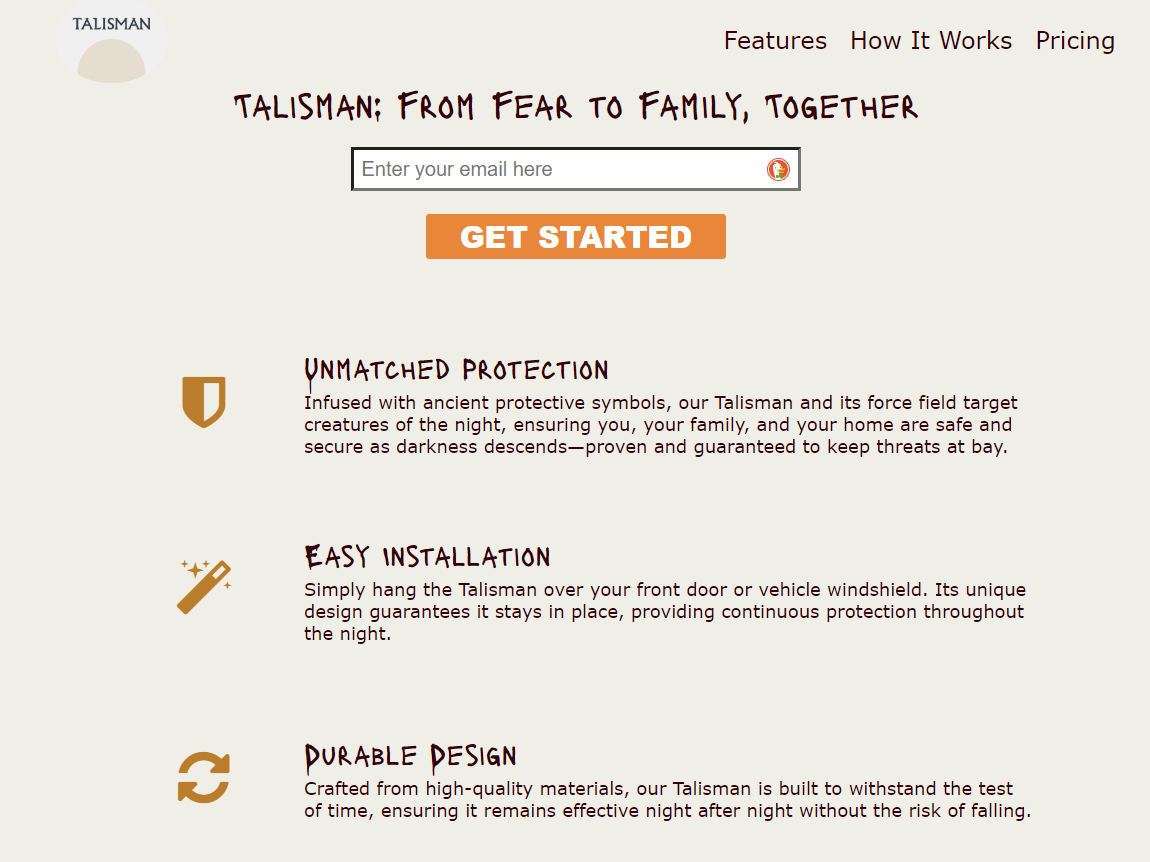 TALISMAN
Features How It Works Pricing
Talisman: From Fear to Family, Together
Enter your email here
GET STARTED
Unmatched Protection
Infused with ancient protective symbols, our Talisman and its force field target
creatures of the night, ensuring you, your family, and your home are safe and
secure as darkness descends—proven and guaranteed to keep threats at bay.
Easy Installation
Simply hang the Talisman over your front door or vehicle windshield. Its unique
design guarantees it stays in place, providing continuous protection throughout
the night.
Durable Design
Crafted from high-quality materials, our Talisman is built to withstand the test
of time, ensuring it remains effective night after night without the risk of falling.